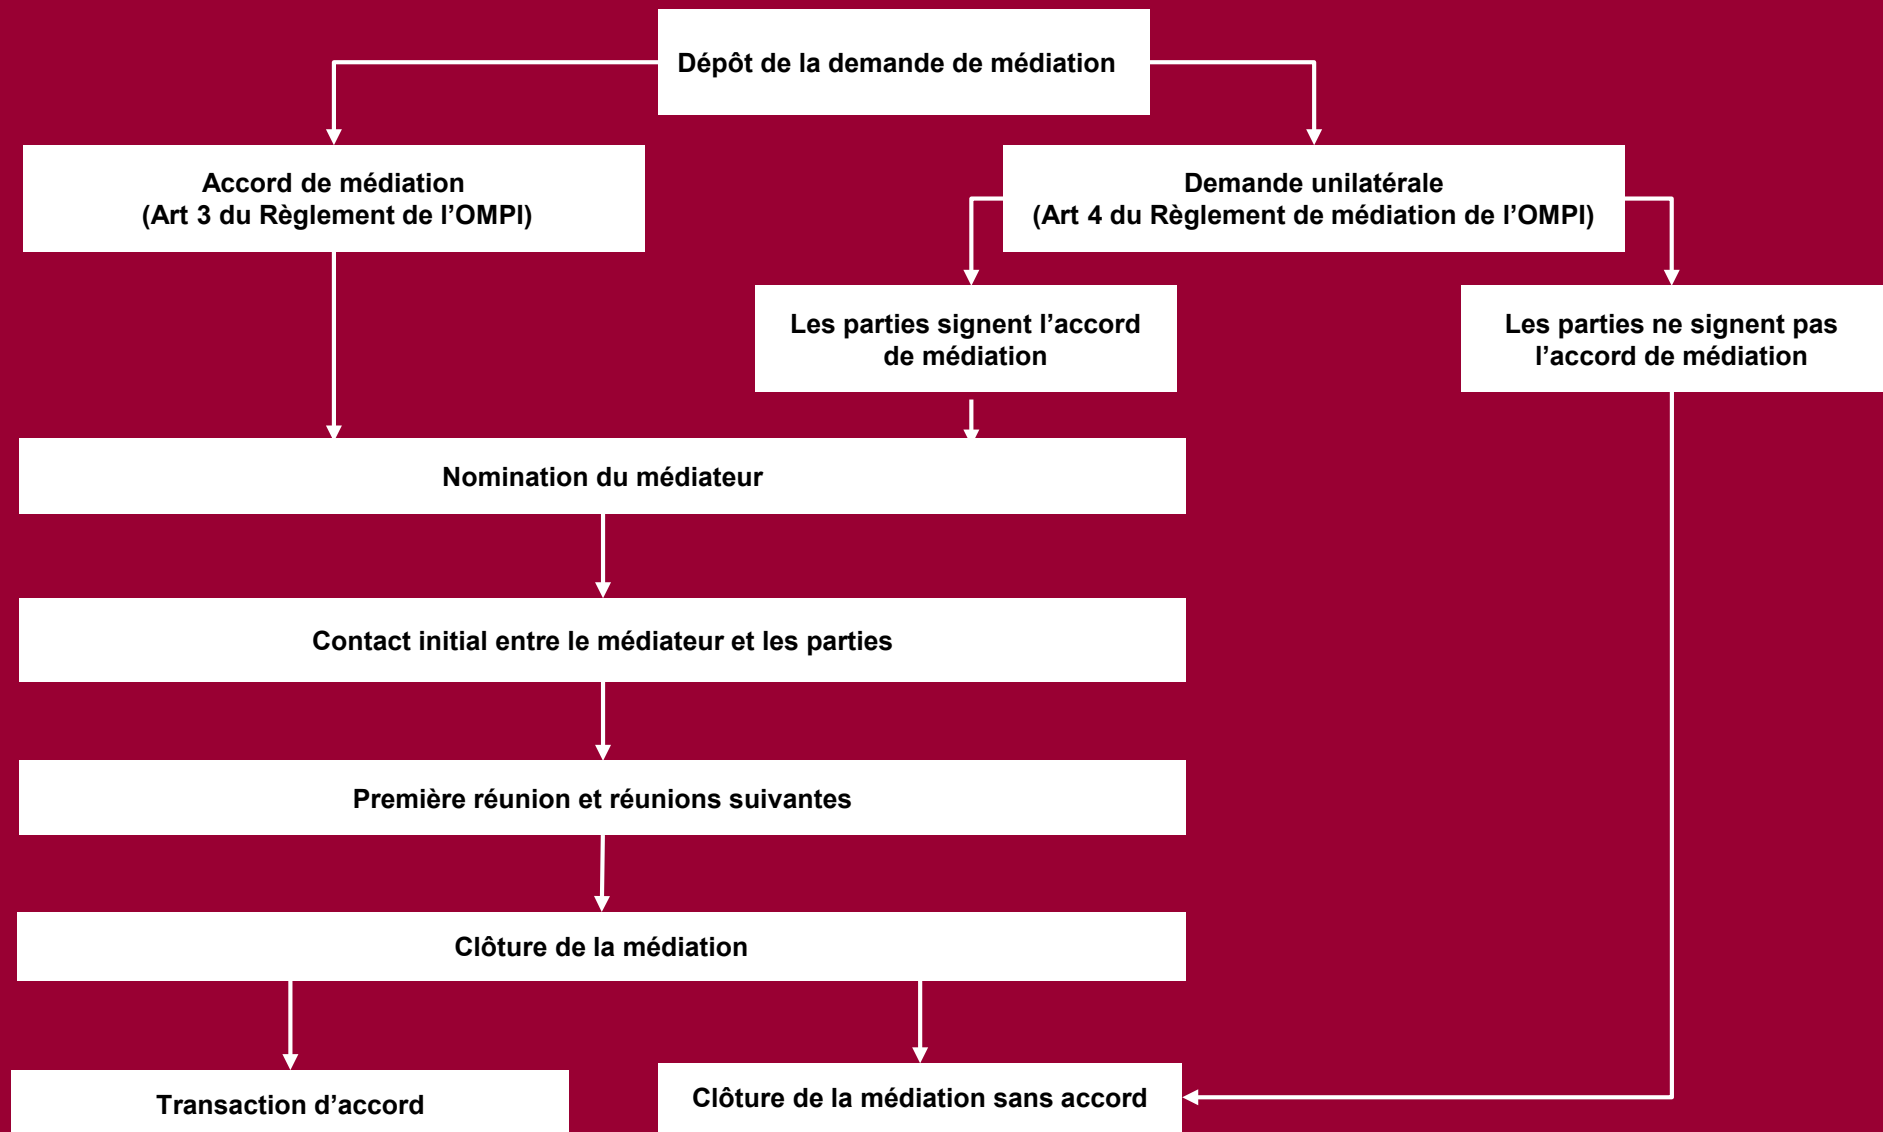 Dépôt de la demande de médiation
Accord de médiation
(Art 3 du Règlement de l’OMPI)
Demande unilatérale
(Art 4 du Règlement de médiation de l’OMPI)
Les parties signent l’accord
de médiation
Les parties ne signent pas
l’accord de médiation
Nomination du médiateur
Contact initial entre le médiateur et les parties
Première réunion et réunions suivantes
Clôture de la médiation
Transaction d’accord
Clôture de la médiation sans accord